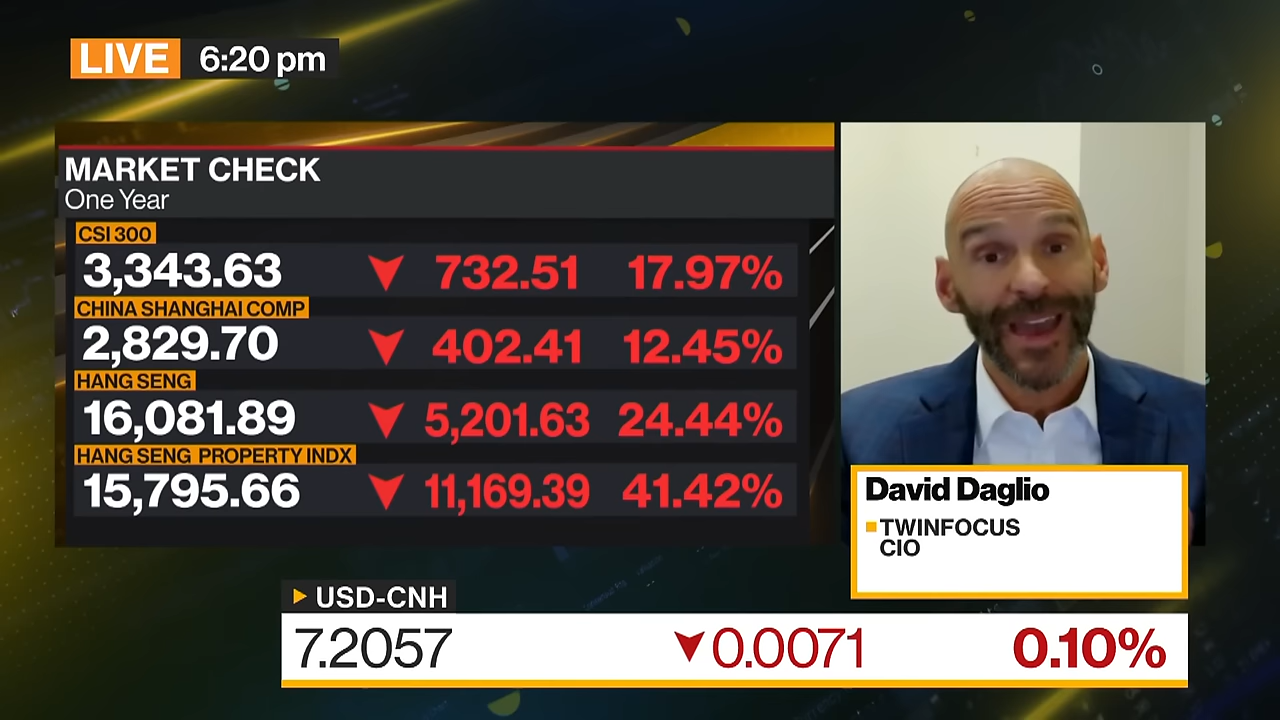 LIVE 6:20 pm
MARKET CHECK
One Year
CSI 300
3,343.63 732.51 17.97%
CHINA SHANGHAI COMP
2,829.70 402.41 12.45%
HANG SENG
16,081.89 5,201.63 24.44%
HANG SENG PROPERTY INDX
15,795.66 11,169.39 41.42%
David Daglio
TWINFOCUS
CIO
USD-CNH
7.2057 0.0071 0.10%